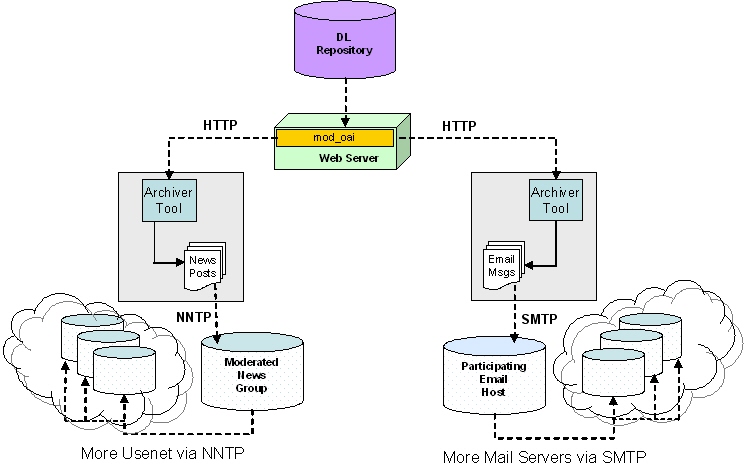 DL
Repository
HTTP
HTTP
mod_oai
Web Server
Archiver
Tool
Archiver
Tool
News
Posts
Email
Msgs
NNTP
SMTP
Moderated
News
Group
Participating
Email
Host
More Usenet via NNTP
More Mail Servers via SMTP